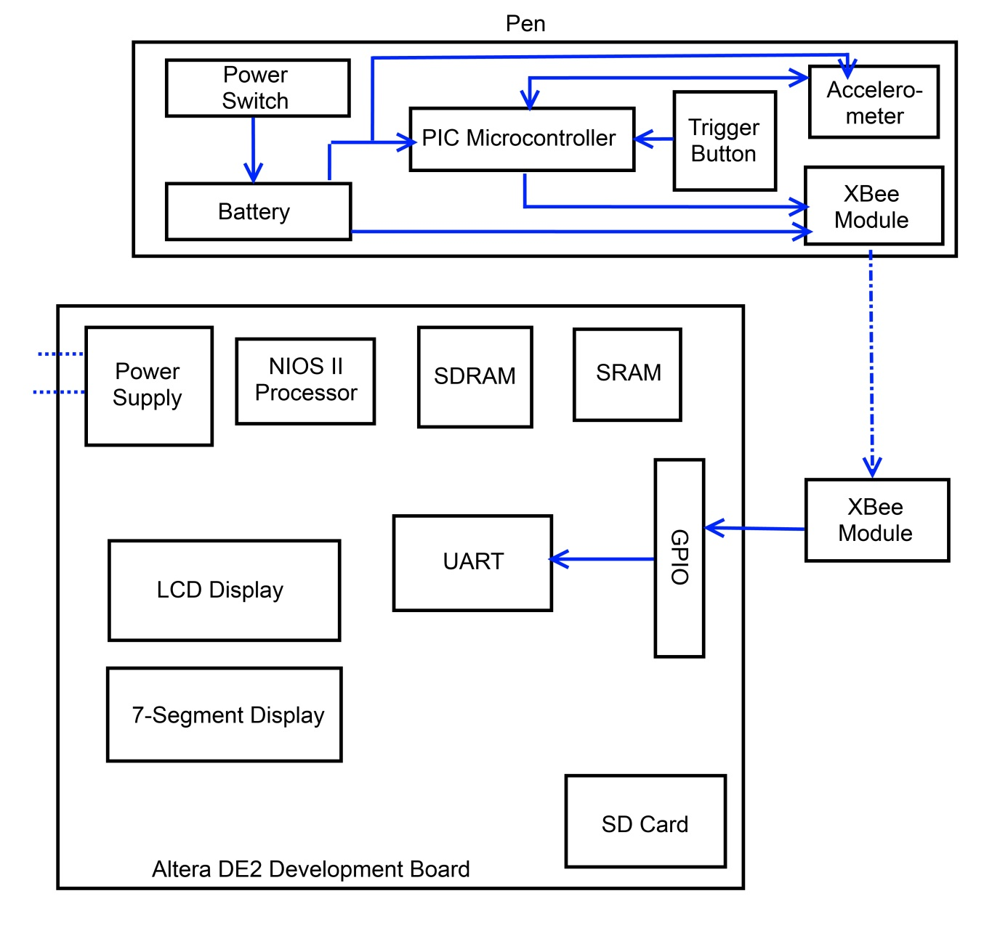 Pen
Power
Switch
Accelero-
meter
PIC Microcontroller
Trigger
Button
Battery
XBee
Module
Power
Supply
NIOS II
Processor
SDRAM
SRAM
XBee
Module
GPIO
UART
LCD Display
7-Segment Display
SD Card
Altera DE2 Development Board